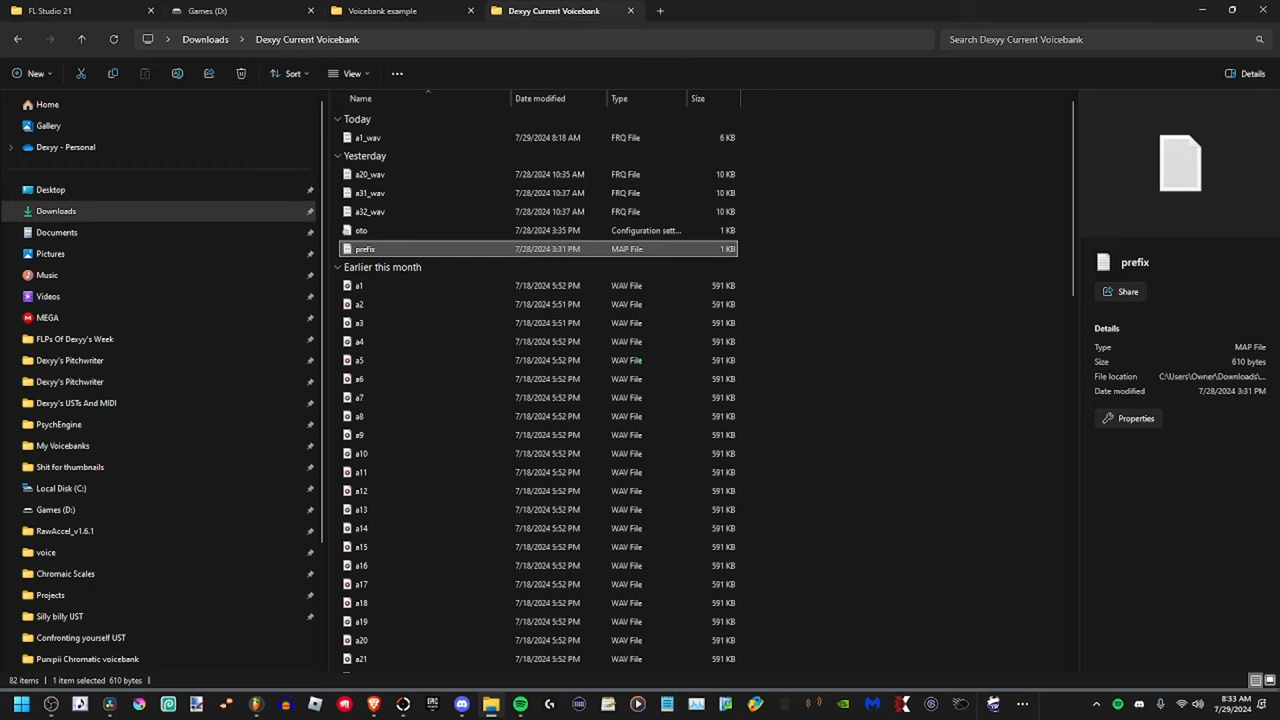 FL Studio 21
Games (D:)
Voicebank example
Dexyy Current Voicebank
Downloads
Dexyy Current Voicebank
Search Dexyy Current Voicebank
New
Sort
View
Details
Home
Gallery
Dexyy - Personal
Desktop
Downloads
Documents
Pictures
Music
Videos
MEGA
FLPs Of Dexyy's Week
Dexyy's Pitchwriter
Dexyy's Pitchwriter
Dexyy's USTs And MIDI
PsychEngine
My Voicebanks
Shit for thumbnails
Local Disk (C:)
Games (D:)
RawAccel_v1.6.1
voice
Chromaic Scales
Projects
Silly billy UST
Confronting yourself UST
Purxpii Chromatic voicebank
Name Date modified Type Size
Today
a1_wav 7/29/2024 8:18 AM FRQ File 6 KB
Yesterday
a20_wav 7/28/2024 10:35 AM FRQ File 10 KB
a31_wav 7/28/2024 10:37 AM FRQ File 10 KB
a32_wav 7/28/2024 10:37 AM FRQ File 10 KB
oto 7/28/2024 3:35 PM Configuration sett... 1 KB
prefix 7/28/2024 3:31 PM MAP File 1 KB
Earlier this month
a1 7/18/2024 5:52 PM WAV File 591 KB
a2 7/18/2024 5:51 PM WAV File 591 KB
a3 7/18/2024 5:51 PM WAV File 591 KB
a4 7/18/2024 5:52 PM WAV File 591 KB
a5 7/18/2024 5:52 PM WAV File 591 KB
a6 7/18/2024 5:52 PM WAV File 591 KB
a7 7/18/2024 5:52 PM WAV File 591 KB
a8 7/18/2024 5:52 PM WAV File 591 KB
a9 7/18/2024 5:52 PM WAV File 591 KB
a10 7/18/2024 5:52 PM WAV File 591 KB
a11 7/18/2024 5:52 PM WAV File 591 KB
a12 7/18/2024 5:52 PM WAV File 591 KB
a13 7/18/2024 5:52 PM WAV File 591 KB
a14 7/18/2024 5:52 PM WAV File 591 KB
a15 7/18/2024 5:52 PM WAV File 591 KB
a16 7/18/2024 5:52 PM WAV File 591 KB
a17 7/18/2024 5:52 PM WAV File 591 KB
a18 7/18/2024 5:52 PM WAV File 591 KB
a19 7/18/2024 5:52 PM WAV File 591 KB
a20 7/18/2024 5:52 PM WAV File 591 KB
a21 7/18/2024 5:52 PM WAV File 591 KB
prefix
Share
Details
Type MAP File
Size 610 bytes
File location C:\Users\Owner\Downloads\...
Date modified 7/28/2024 3:31 PM
Properties
82 items 1 item selected 610 bytes
8:33 AM
7/29/2024